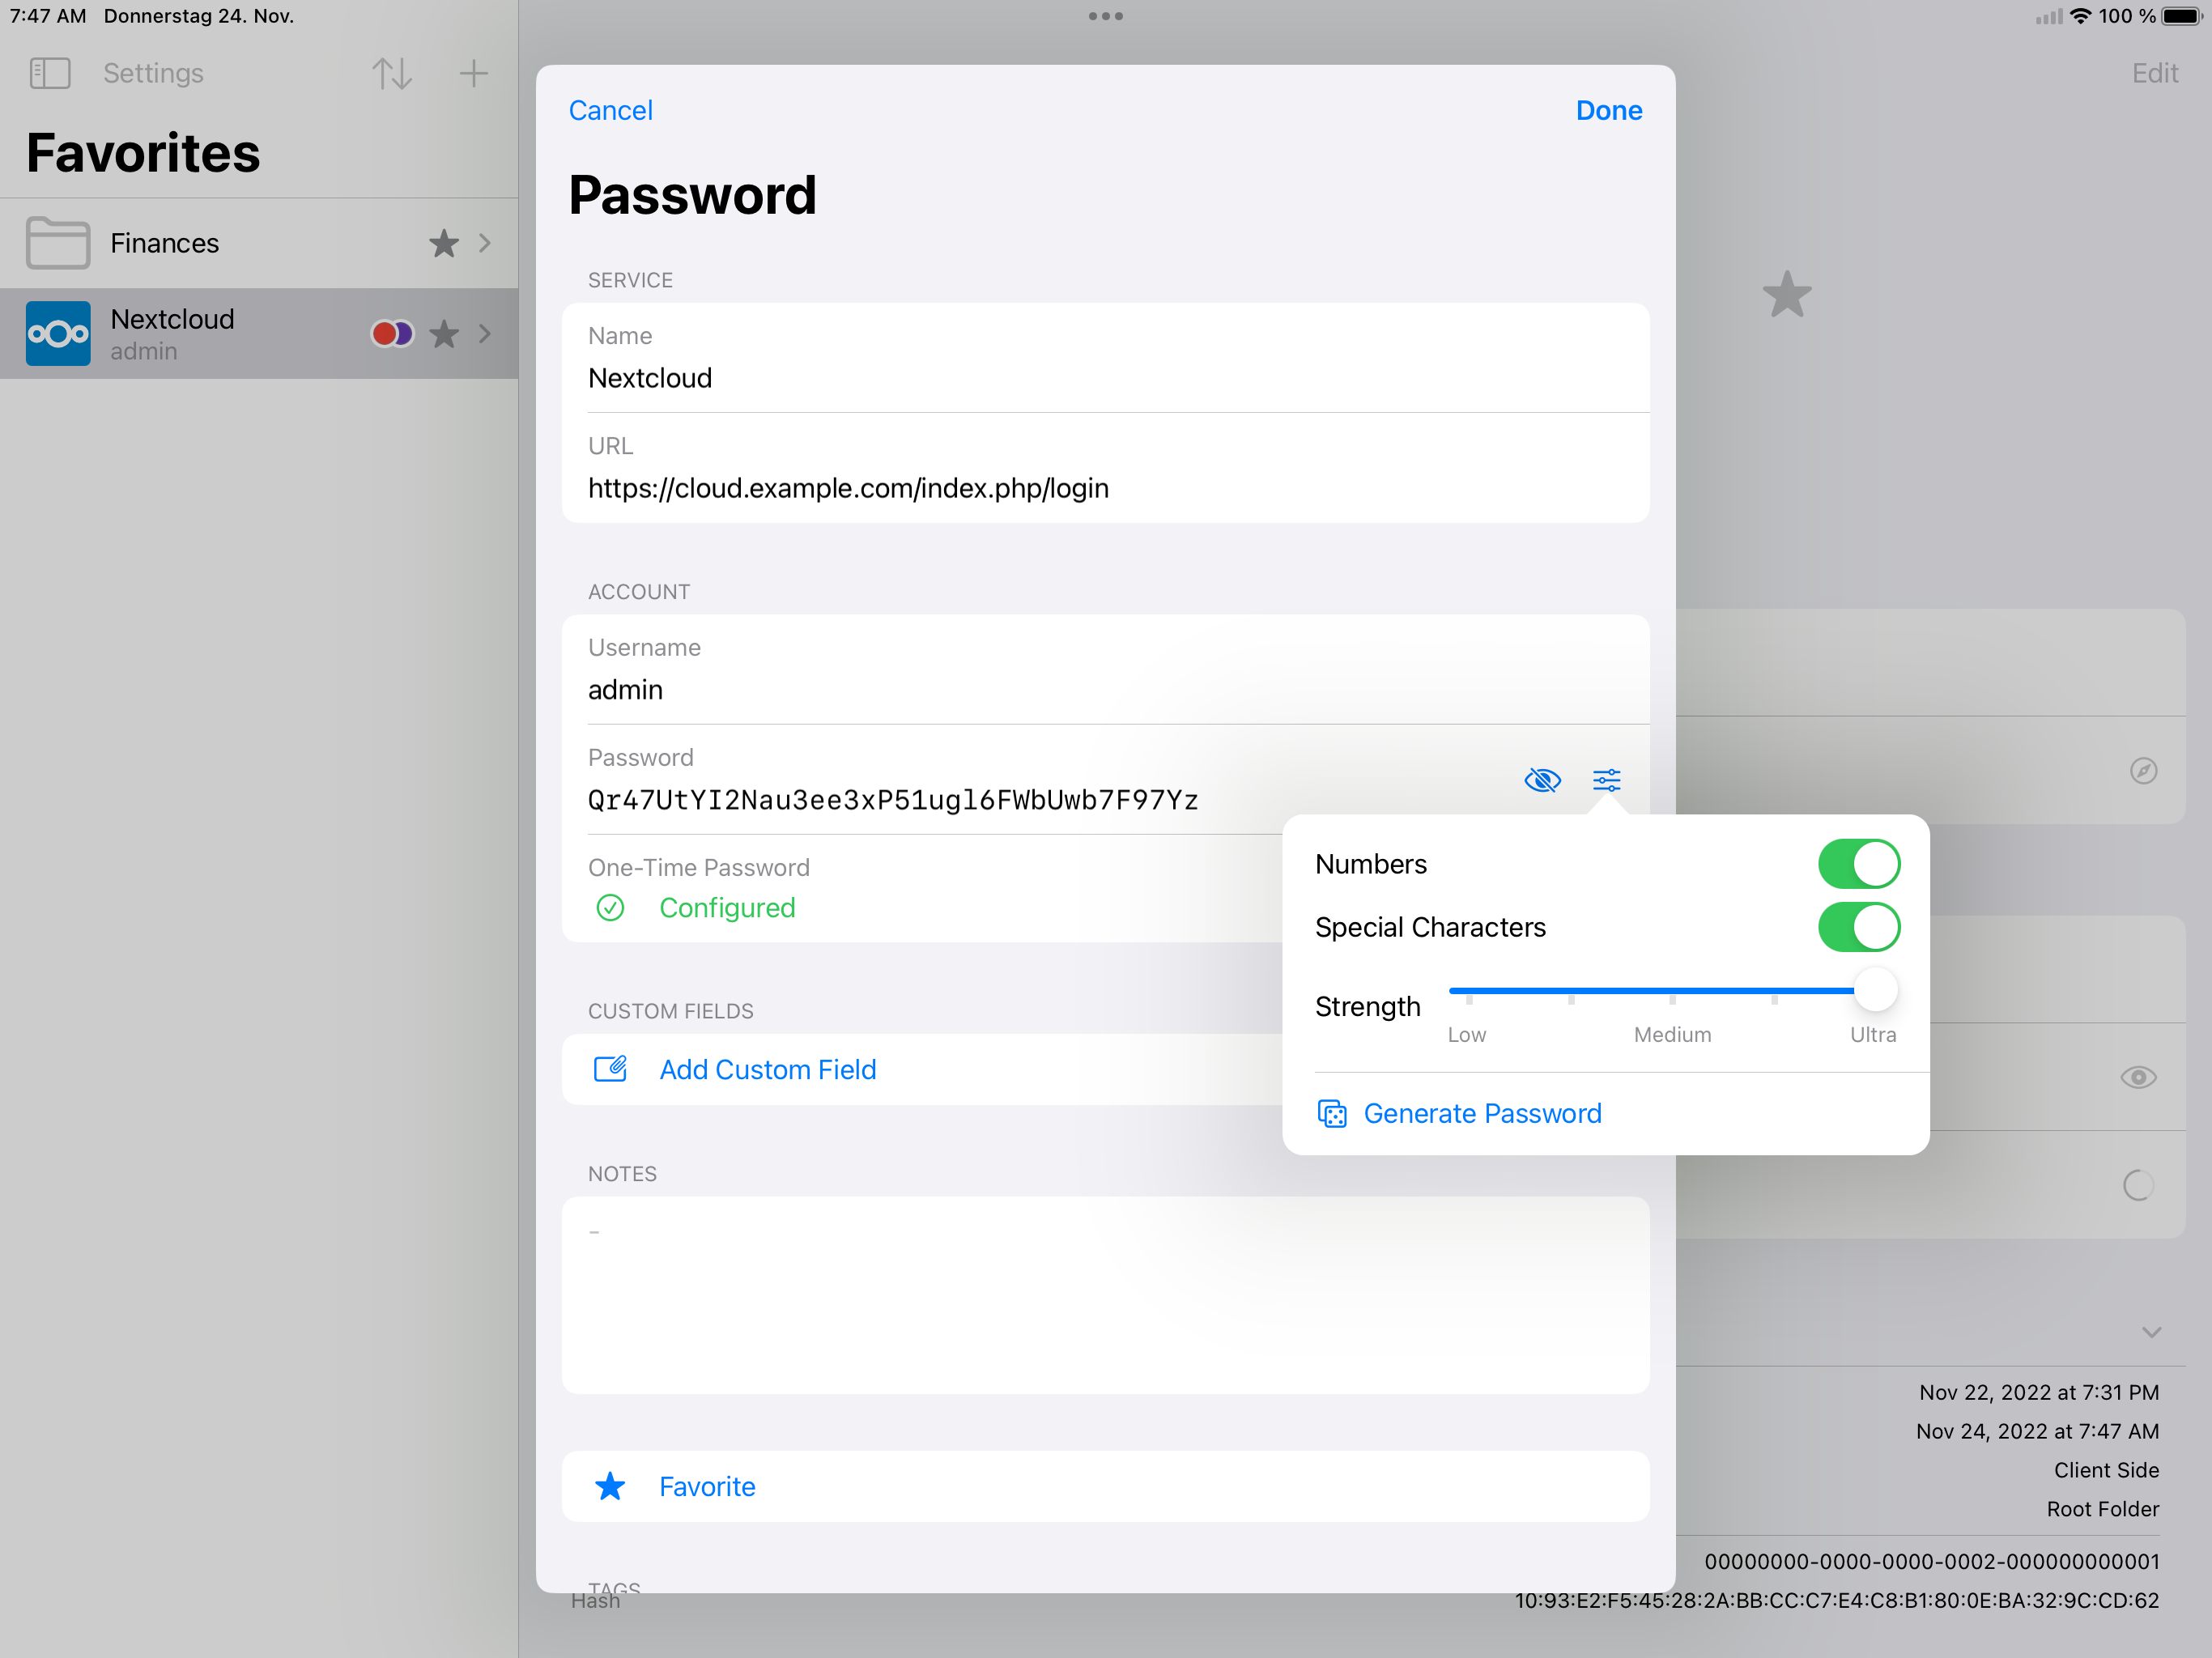 7:47 AM Donnerstag 24. Nov.
100 %
Settings
Edit
Favorites
Finances
Nextcloud
admin
Cancel
Done
Password
SERVICE
Name
Nextcloud
URL
https://cloud.example.com/index.php/login
ACCOUNT
Username
admin
Password
Qr47UtYI2Nau3ee3xP51ugl6FWbUwb7F97Yz
One-Time Password
Configured
Numbers
Special Characters
Strength
Low Medium Ultra
Generate Password
CUSTOM FIELDS
Add Custom Field
NOTES
-
Favorite
TAGS
Nov 22, 2022 at 7:31 PM
Nov 24, 2022 at 7:47 AM
Client Side
Root Folder
00000000-0000-0000-0002-000000000001
Hash 10:93:E2:F5:45:28:2A:BB:CC:C7:E4:C8:B1:80:0E:BA:32:9C:CD:62